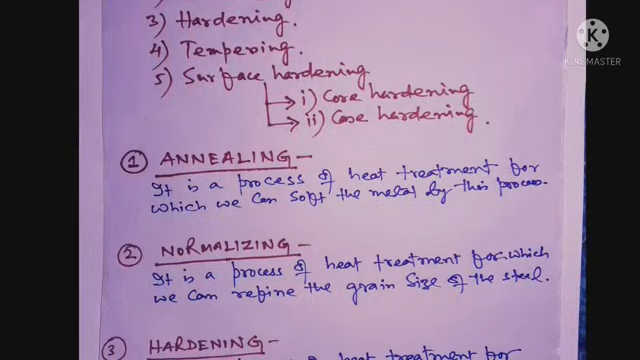 3) Hardening.
4) Tempering.
5) Surface hardening
i) Core hardening
ii) Case hardening.
① ANNEALING -
It is a process of heat treatment for
which we can soft the metal by this process.
② NORMALIZING -
It is a process of heat treatment for which
we can refine the grain size of the steel.
③ HARDENING -
of heat treatment for
K
KINEMASTER